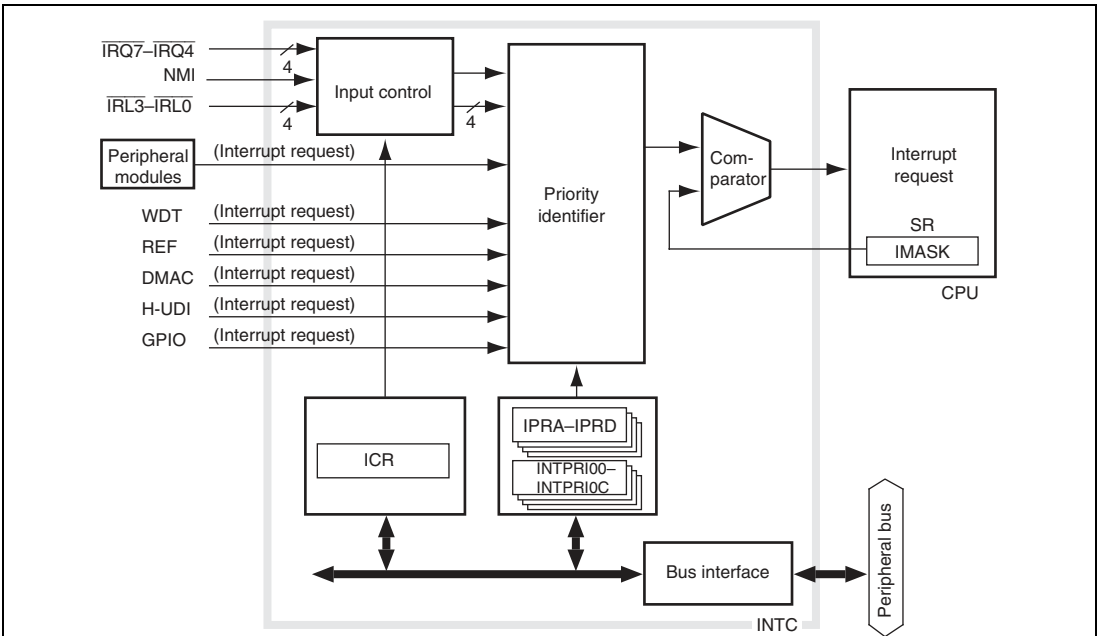 IRQ7–IRQ4
4
NMI
IRL3–IRL0
4
Input control
4
Peripheral
modules
(Interrupt request)
WDT
(Interrupt request)
REF
(Interrupt request)
DMAC
(Interrupt request)
H-UDI
(Interrupt request)
GPIO
(Interrupt request)
Priority
identifier
Com-
parator
Interrupt
request
SR
IMASK
CPU
ICR
IPRA–IPRD
INTPRI00–
INTPRI0C
Bus interface
Peripheral bus
INTC